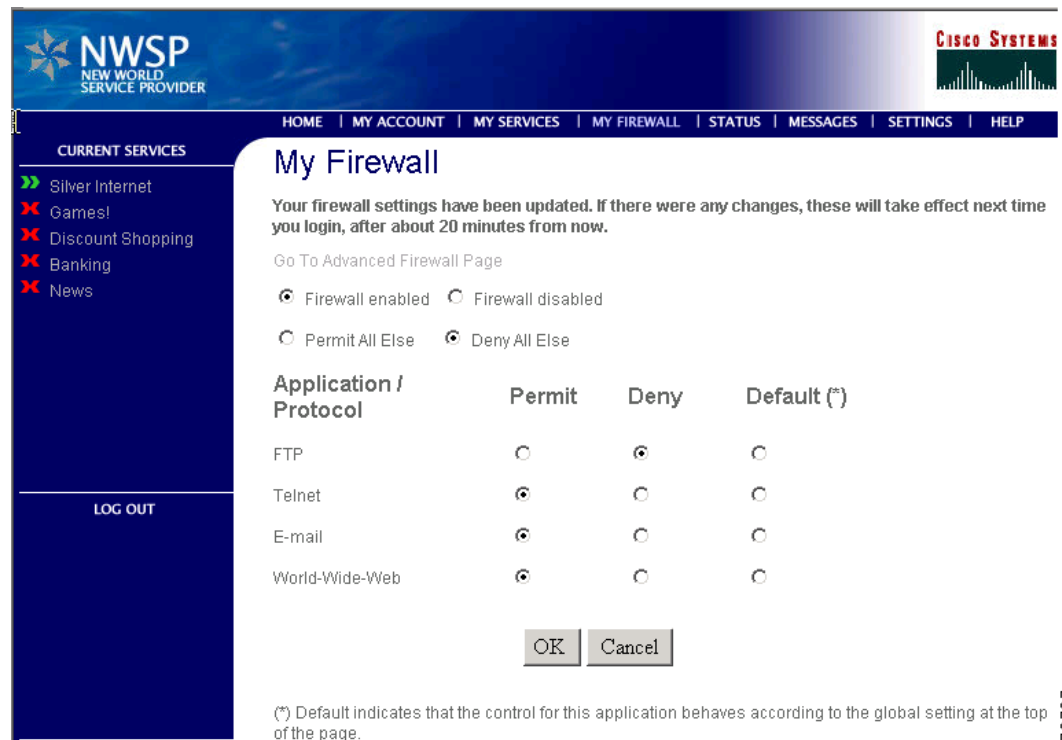 NWSP
NEW WORLD
SERVICE PROVIDER
CISCO SYSTEMS
HOME | MY ACCOUNT | MY SERVICES | MY FIREWALL | STATUS | MESSAGES | SETTINGS | HELP
CURRENT SERVICES
Silver Internet
Games!
Discount Shopping
Banking
News
LOG OUT
My Firewall
Your firewall settings have been updated. If there were any changes, these will take effect next time
you login, after about 20 minutes from now.
Go To Advanced Firewall Page
Firewall enabled Firewall disabled
Permit All Else Deny All Else
Application /
Protocol Permit Deny Default (*)
FTP
Telnet
E-mail
World-Wide-Web
OK Cancel
(*) Default indicates that the control for this application behaves according to the global setting at the top
of the page.